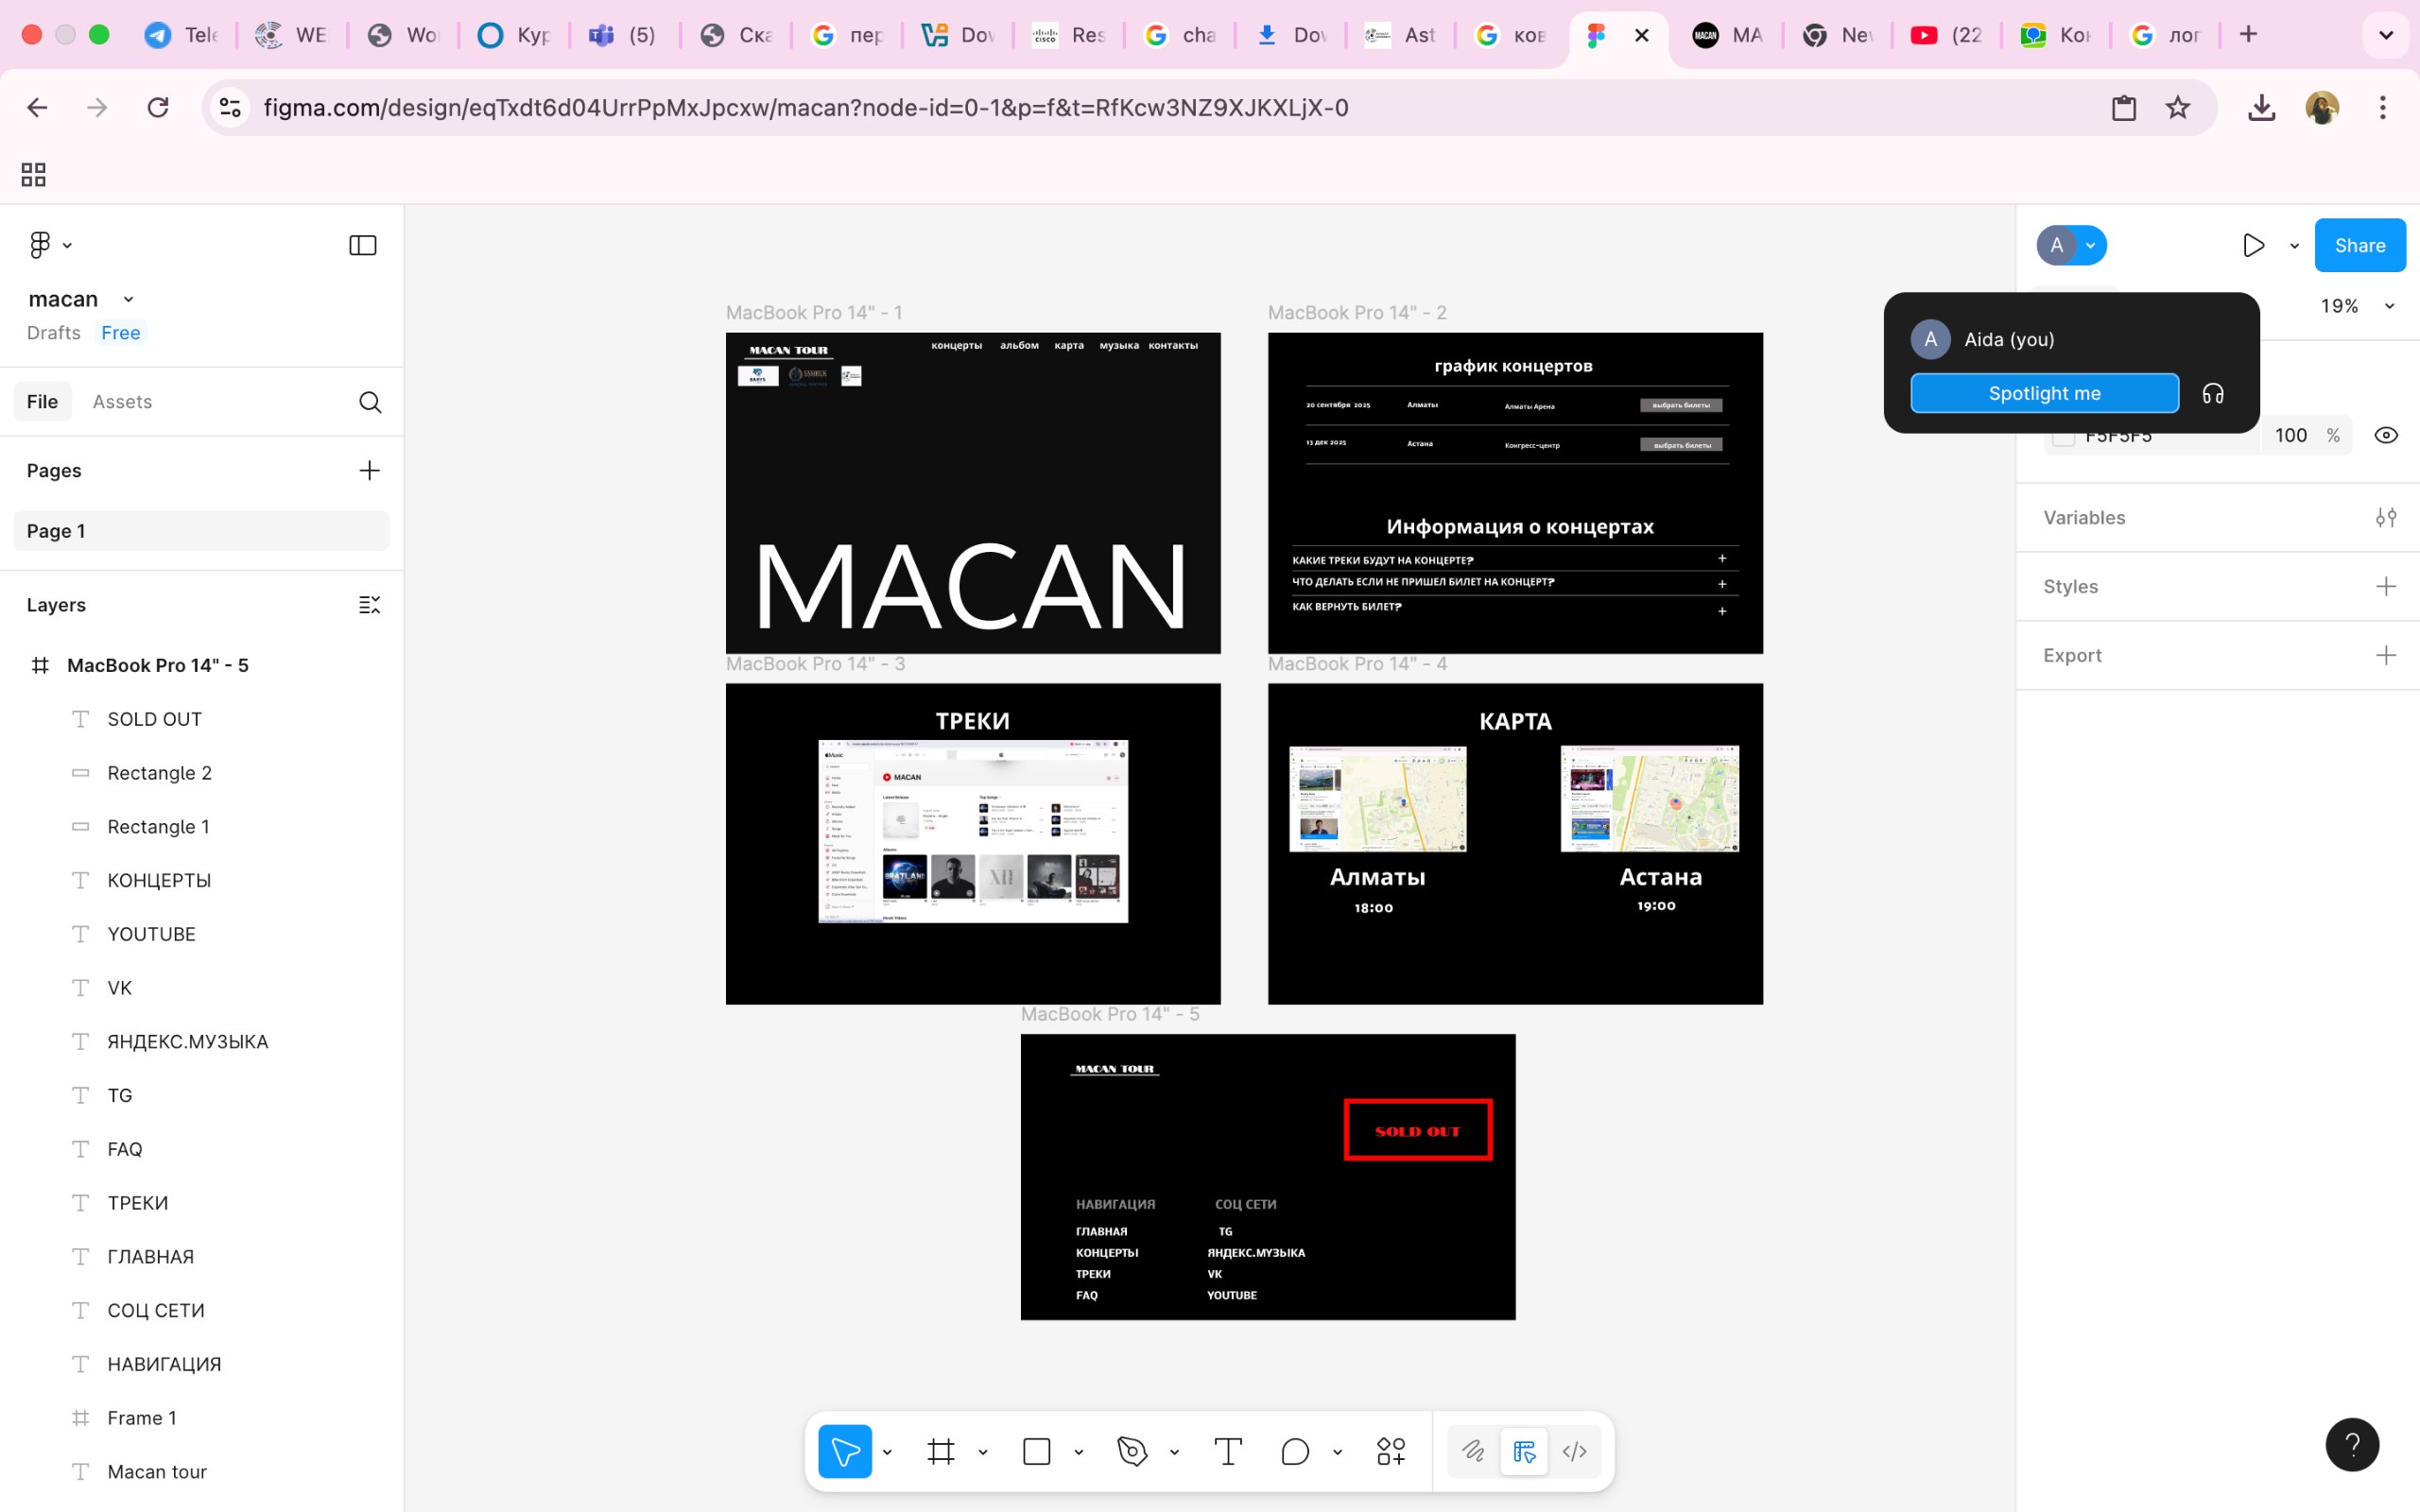 Tele
WE
Wo
Кур
(5)
Ска
пер
Dov
Res
cha
Dov
Ast
ков
MA
Nev
(22
Ко
лог
figma.com/design/eqTxdt6d04UrrPpMxJpcxw/macan?node-id=0-1&p=f&t=RfKcw3NZ9XJKXLjX-0
macan
Drafts Free
File Assets
Pages
Page 1
Layers
MacBook Pro 14" - 5
SOLD OUT
Rectangle 2
Rectangle 1
КОНЦЕРТЫ
YOUTUBE
VK
ЯНДЕКС.МУЗЫКА
TG
FAQ
ТРЕКИ
ГЛАВНАЯ
СОЦ СЕТИ
НАВИГАЦИЯ
Frame 1
Macan tour
MacBook Pro 14" - 1
MACAN TOUR
концерты альбом карта музыка контакты
MACAN
MacBook Pro 14" - 2
график концертов
20 сентября 2025 Алматы Алматы Арена выбрать билеты
13 дек 2025 Астана Конгресс-центр выбрать билеты
Информация о концертах
КАКИЕ ТРЕКИ БУДУТ НА КОНЦЕРТЕ? +
ЧТО ДЕЛАТЬ ЕСЛИ НЕ ПРИШЕЛ БИЛЕТ НА КОНЦЕРТ? +
КАК ВЕРНУТЬ БИЛЕТ? +
MacBook Pro 14" - 3
ТРЕКИ
MACAN
MacBook Pro 14" - 4
КАРТА
Алматы
18:00
Астана
19:00
MacBook Pro 14" - 5
MACAN TOUR
SOLD OUT
НАВИГАЦИЯ СОЦ СЕТИ
ГЛАВНАЯ TG
КОНЦЕРТЫ ЯНДЕКС.МУЗЫКА
ТРЕКИ VK
FAQ YOUTUBE
A
Share
19%
A Aida (you)
Spotlight me
F5F5F5 100 %
Variables
Styles
Export
?